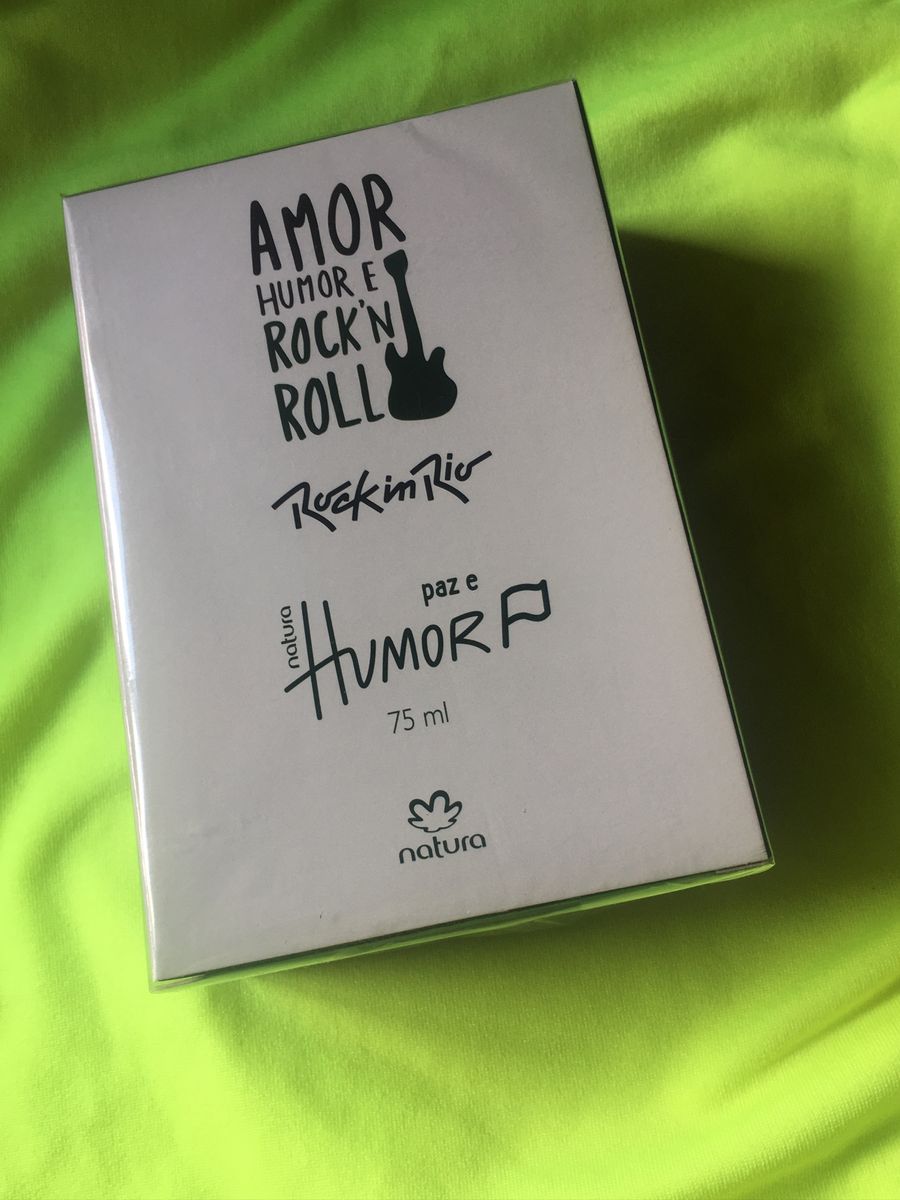 AMOR
HUMOR E
ROCK'N
ROLL
Rock in Rio
paz e
natura
HUMOR
75 ml
natura